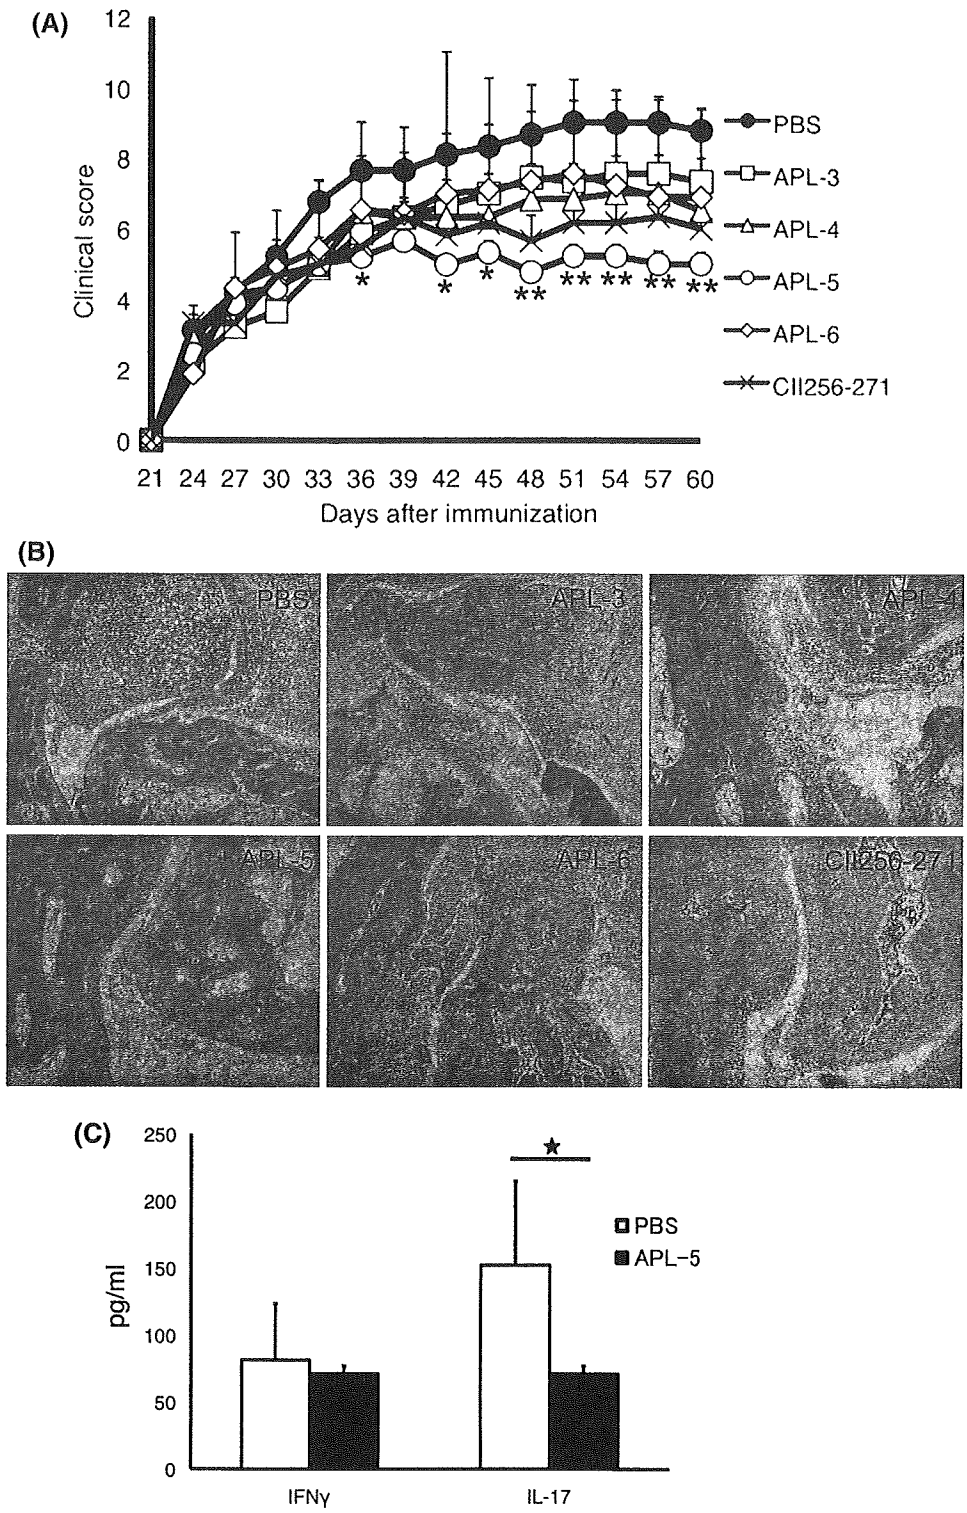 (A)
12
10
8
6
4
2
0
Clinical score
21 24 27 30 33 36 39 42 45 48 51 54 57 60
Days after immunization
* * * ** ** ** ** **
PBS
APL-3
APL-4
APL-5
APL-6
CII256-271
(B)
PBS
APL-3
APL-4
APL-5
APL-6
CII256-271
(C)
250
200
150
100
50
0
pg/ml
★
PBS
APL-5
IFNγ
IL-17